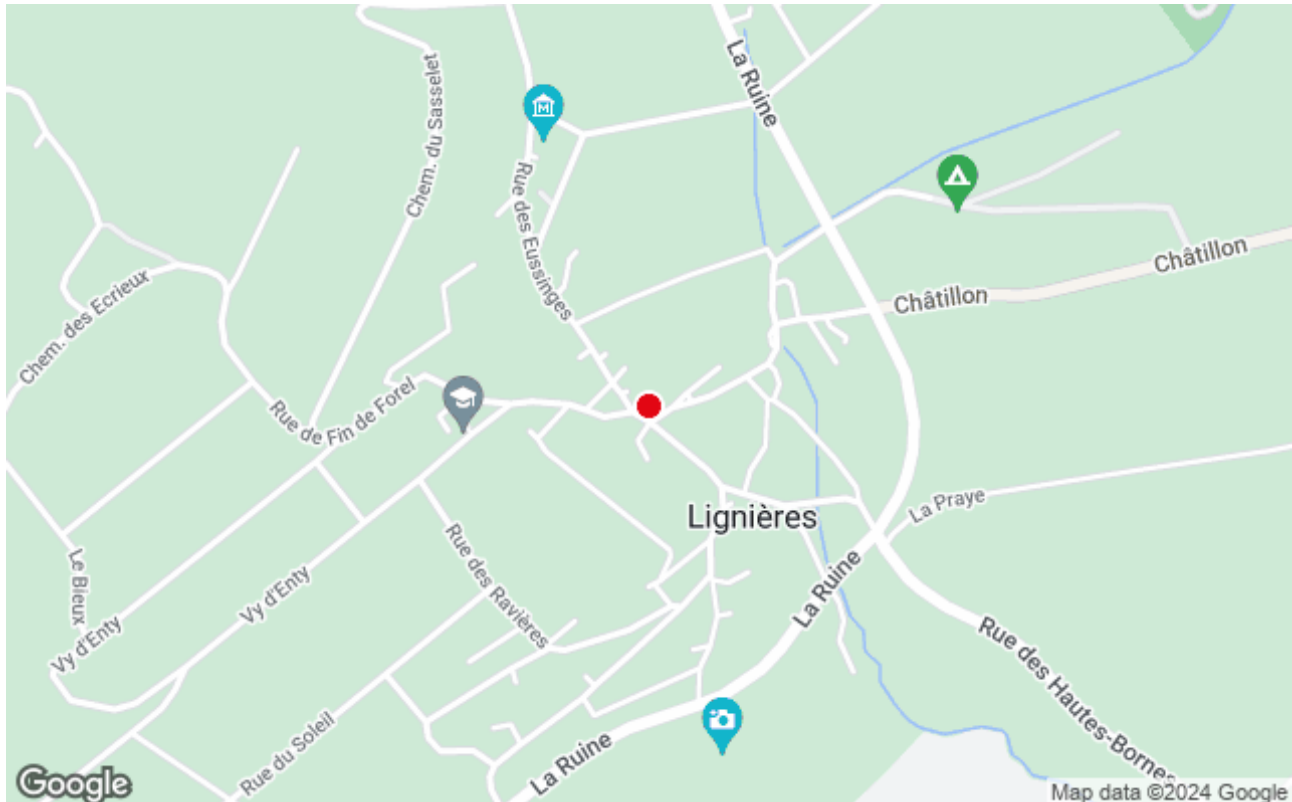 La Ruine
Chem. du Sasselet
M
Rue des Eussinges
Châtillon
Châtillon
Chem. des Ecrieux
Rue de Fin de Forel
La Praye
Lignières
Le Bieux
Vy d'Enty
Vy d'Enty
Rue des Ravières
La Ruine
Rue des Hautes-Bornes
Rue du Soleil
La Ruine
Google
Map data ©2024 Google